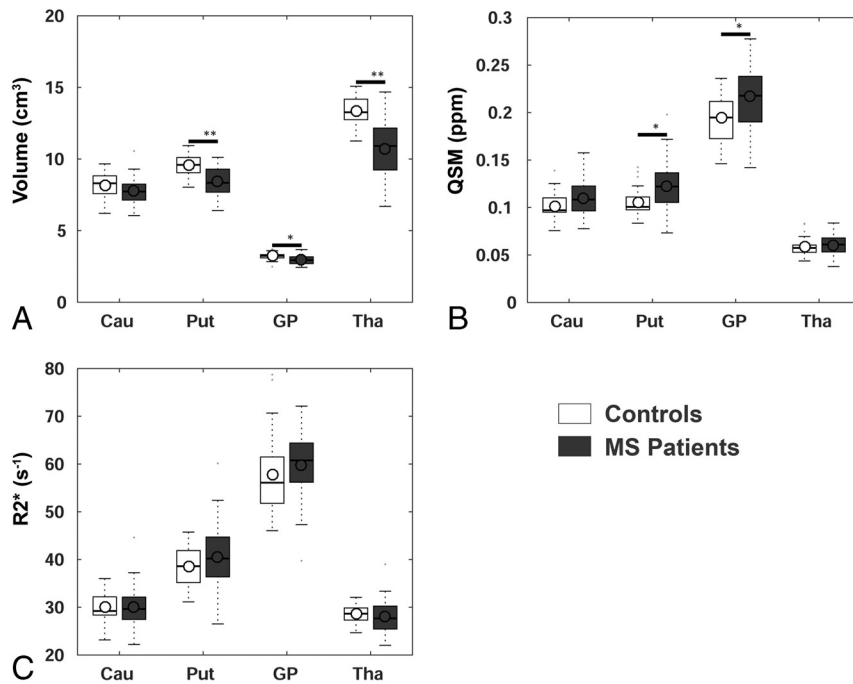 20
15
10
5
0
Volume (cm³)
**
**
*
Cau Put GP Tha
A
0.3
0.25
0.2
0.15
0.1
0.05
0
QSM (ppm)
*
*
Cau Put GP Tha
B
80
70
60
50
40
30
20
R2* (s⁻¹)
Cau Put GP Tha
C
Controls
MS Patients